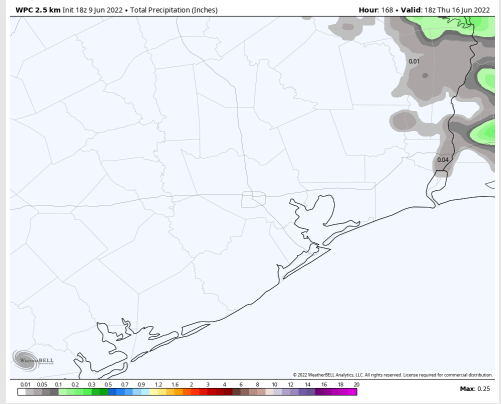 WPC 2.5 km Init 18z 9 Jun 2022 • Total Precipitation (Inches)
Hour: 168 • Valid: 18z Thu 16 Jun 2022
0.01
0.04
WeatherBELL
© 2022 WeatherBELL Analytics, LLC. All rights reserved. License required for commercial distribution.
0.01 0.05 0.1 0.2 0.3 0.5 0.7 0.9 1.2 1.6 2 3 4 6 8 10 12 14 16 18 20
Max: 0.25